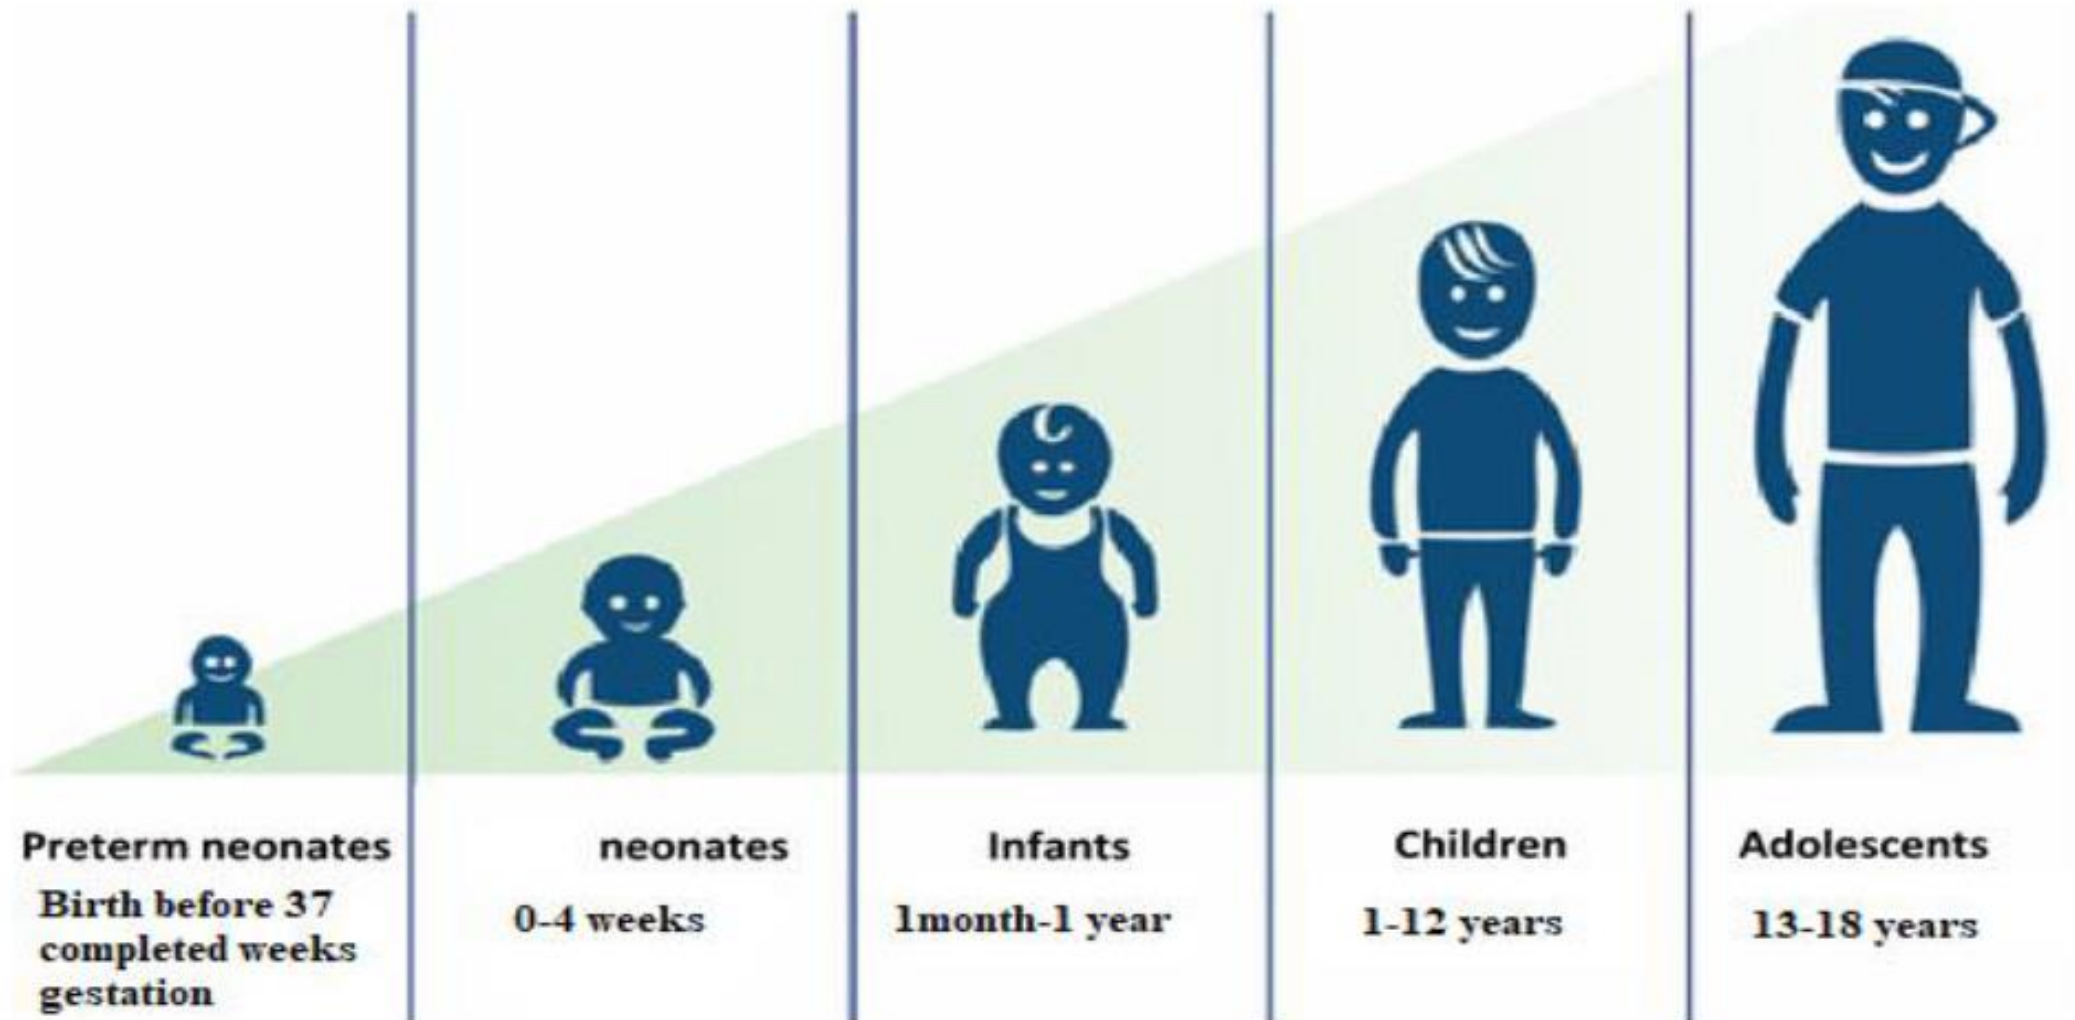 Preterm neonates
Birth before 37
completed weeks
gestation
neonates
0-4 weeks
Infants
1month-1 year
Children
1-12 years
Adolescents
13-18 years